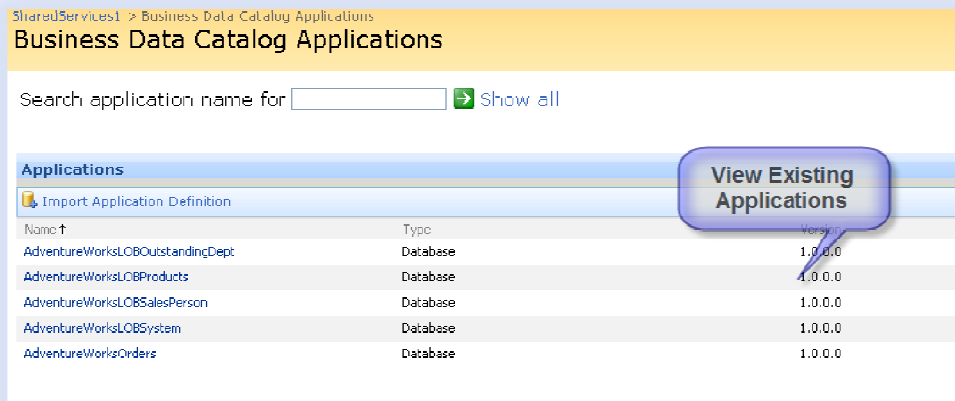 SharedServices1 > Business Data Catalog Applications
Business Data Catalog Applications
Search application name for Show all
Applications
View Existing
Applications
Import Application Definition
Name↑ Type Version
AdventureWorksLOBOutstandingDept Database 1.0.0.0
AdventureWorksLOBProducts Database 1.0.0.0
AdventureWorksLOBSalesPerson Database 1.0.0.0
AdventureWorksLOBSystem Database 1.0.0.0
AdventureWorksOrders Database 1.0.0.0